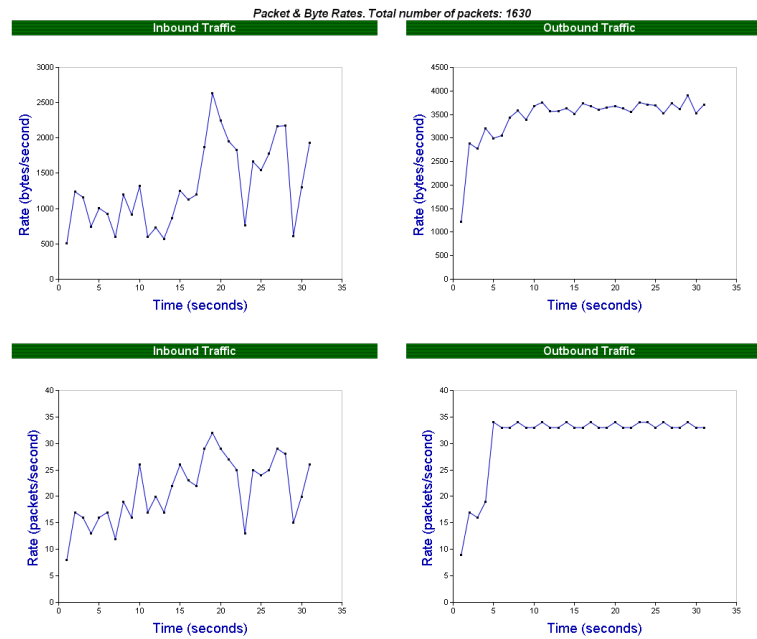 Packet & Byte Rates. Total number of packets: 1630
Inbound Traffic
Rate (bytes/second)
3000
2500
2000
1500
1000
500
0
0 5 10 15 20 25 30 35
Time (seconds)
Outbound Traffic
Rate (bytes/second)
4500
4000
3500
3000
2500
2000
1500
1000
500
0
0 5 10 15 20 25 30 35
Time (seconds)
Inbound Traffic
Rate (packets/second)
40
35
30
25
20
15
10
5
0
0 5 10 15 20 25 30 35
Time (seconds)
Outbound Traffic
Rate (packets/second)
40
35
30
25
20
15
10
5
0
0 5 10 15 20 25 30 35
Time (seconds)